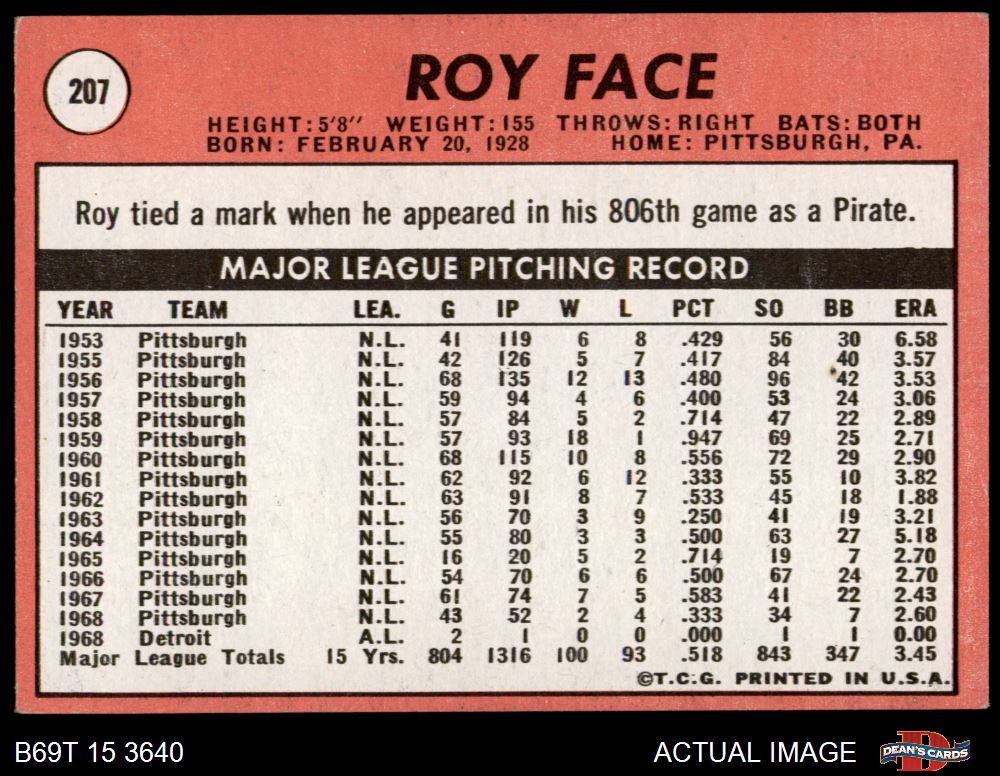 207
ROY FACE
HEIGHT: 5'8" WEIGHT: 155 THROWS: RIGHT BATS: BOTH
BORN: FEBRUARY 20, 1928 HOME: PITTSBURGH, PA.
Roy tied a mark when he appeared in his 806th game as a Pirate.
MAJOR LEAGUE PITCHING RECORD
YEAR TEAM LEA. G IP W L PCT SO BB ERA
1953 Pittsburgh N.L. 41 119 6 8 .429 56 30 6.58
1955 Pittsburgh N.L. 42 126 5 7 .417 84 40 3.57
1956 Pittsburgh N.L. 68 135 12 13 .480 96 42 3.53
1957 Pittsburgh N.L. 59 94 4 6 .400 53 24 3.06
1958 Pittsburgh N.L. 57 84 5 2 .714 47 22 2.89
1959 Pittsburgh N.L. 57 93 18 1 .947 69 25 2.71
1960 Pittsburgh N.L. 68 115 10 8 .556 72 29 2.90
1961 Pittsburgh N.L. 62 92 6 12 .333 55 10 3.82
1962 Pittsburgh N.L. 63 91 8 7 .533 45 18 1.88
1963 Pittsburgh N.L. 56 70 3 9 .250 41 19 3.21
1964 Pittsburgh N.L. 55 80 3 3 .500 63 27 5.18
1965 Pittsburgh N.L. 16 20 5 2 .714 19 7 2.70
1966 Pittsburgh N.L. 54 70 6 6 .500 67 24 2.70
1967 Pittsburgh N.L. 61 74 7 5 .583 41 22 2.43
1968 Pittsburgh N.L. 43 52 2 4 .333 34 7 2.60
1968 Detroit A.L. 2 1 0 0 .000 1 1 0.00
Major League Totals 15 Yrs. 804 1316 100 93 .518 843 347 3.45
©T.C.G. PRINTED IN U.S.A.
B69T 15 3640 ACTUAL IMAGE D DEAN'S CARDS